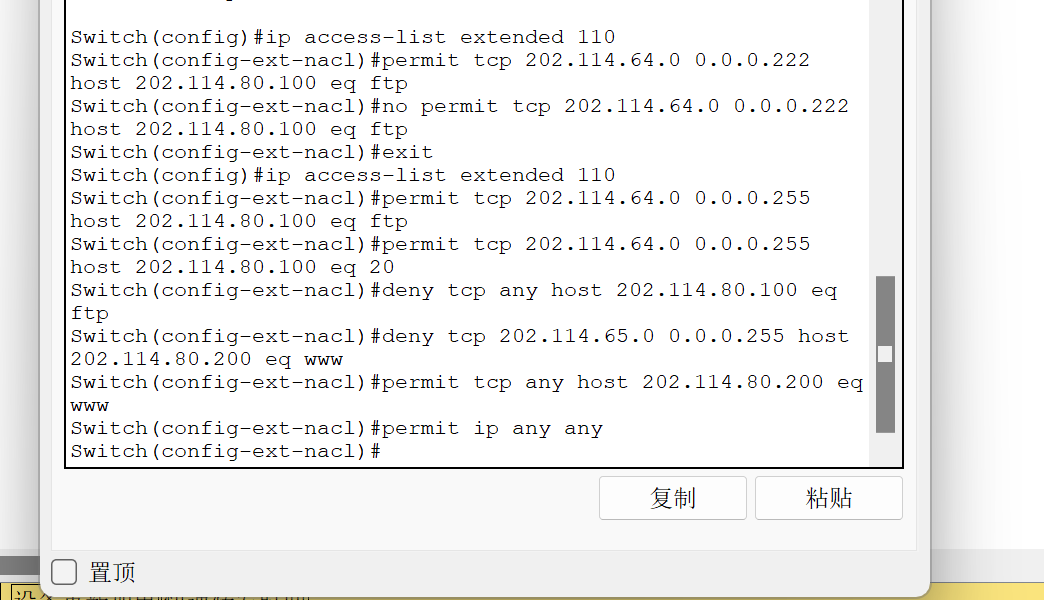 Switch(config)#ip access-list extended 110
Switch(config-ext-nacl)#permit tcp 202.114.64.0 0.0.0.222
host 202.114.80.100 eq ftp
Switch(config-ext-nacl)#no permit tcp 202.114.64.0 0.0.0.222
host 202.114.80.100 eq ftp
Switch(config-ext-nacl)#exit
Switch(config)#ip access-list extended 110
Switch(config-ext-nacl)#permit tcp 202.114.64.0 0.0.0.255
host 202.114.80.100 eq ftp
Switch(config-ext-nacl)#permit tcp 202.114.64.0 0.0.0.255
host 202.114.80.100 eq 20
Switch(config-ext-nacl)#deny tcp any host 202.114.80.100 eq
ftp
Switch(config-ext-nacl)#deny tcp 202.114.65.0 0.0.0.255 host
202.114.80.200 eq www
Switch(config-ext-nacl)#permit tcp any host 202.114.80.200 eq
www
Switch(config-ext-nacl)#permit ip any any
Switch(config-ext-nacl)#
复制
粘贴
置顶